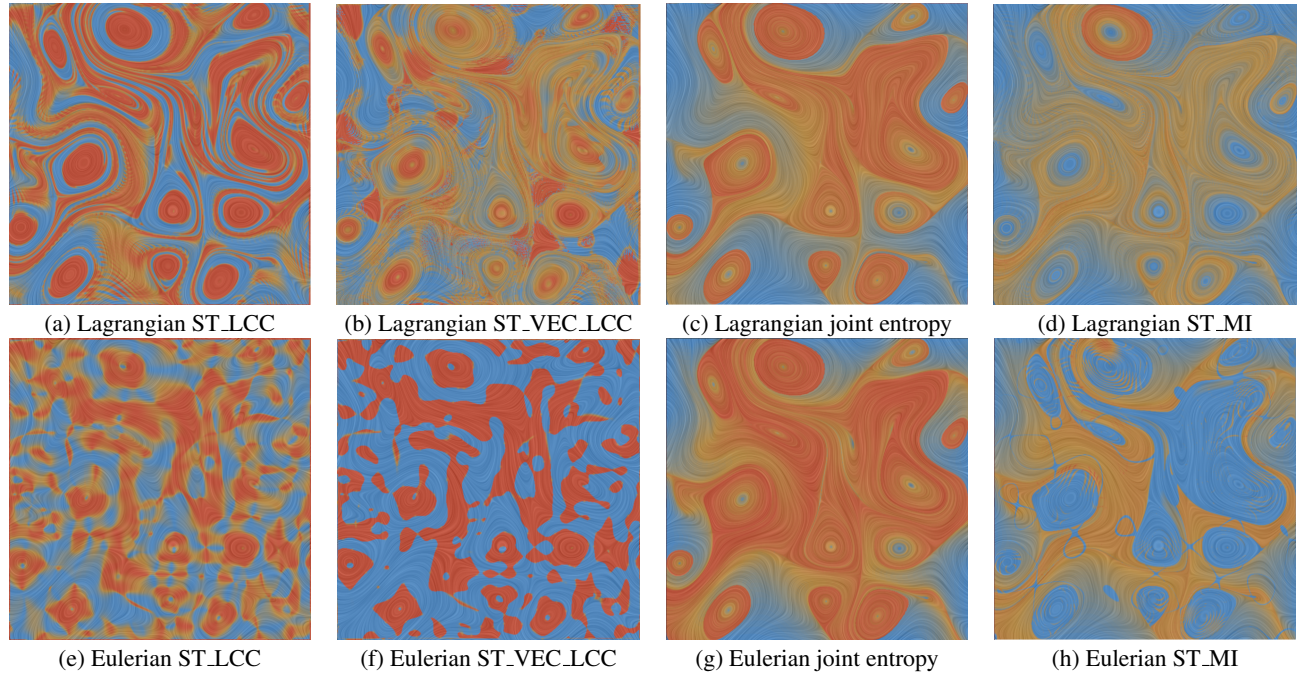 (a) Lagrangian ST_LCC
(b) Lagrangian ST_VEC_LCC
(c) Lagrangian joint entropy
(d) Lagrangian ST_MI
(e) Eulerian ST_LCC
(f) Eulerian ST_VEC_LCC
(g) Eulerian joint entropy
(h) Eulerian ST_MI